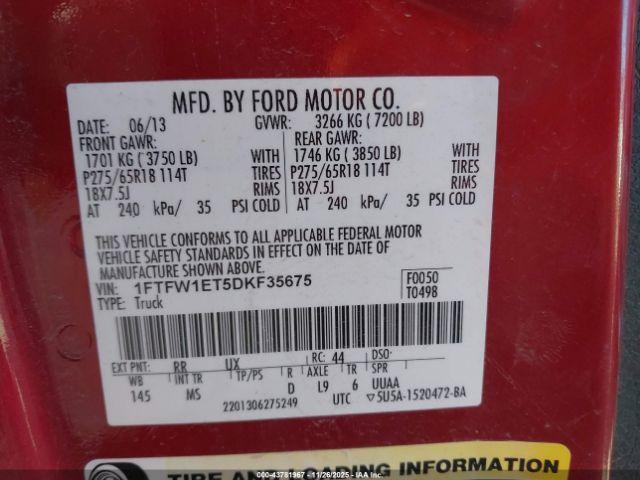 MFD. BY FORD MOTOR CO.
DATE: 06/13 GVWR: 3266 KG ( 7200 LB)
FRONT GAWR: REAR GAWR:
1701 KG ( 3750 LB) WITH 1746 KG ( 3850 LB) WITH
P275/65R18 114T TIRES P275/65R18 114T TIRES
18X7.5J RIMS 18X7.5J RIMS
AT 240 kPa/ 35 PSI COLD AT 240 kPa/ 35 PSI COLD
THIS VEHICLE CONFORMS TO ALL APPLICABLE FEDERAL MOTOR
VEHICLE SAFETY STANDARDS IN EFFECT ON THE DATE OF
MANUFACTURE SHOWN ABOVE.
VIN: 1FTFW1ET5DKF35675 F0050
TYPE: Truck T0498
EXT PNT: RR UX RC: 44 DSO:
WB INT TR TP/PS R AXLE TR SPR
145 MS D L9 6 UUAA
2201306275249 UTC ▽5U5A-1520472-BA
TIRE AND LOADING INFORMATION
000-43781967 - 11/26/2025 - IAAI.com